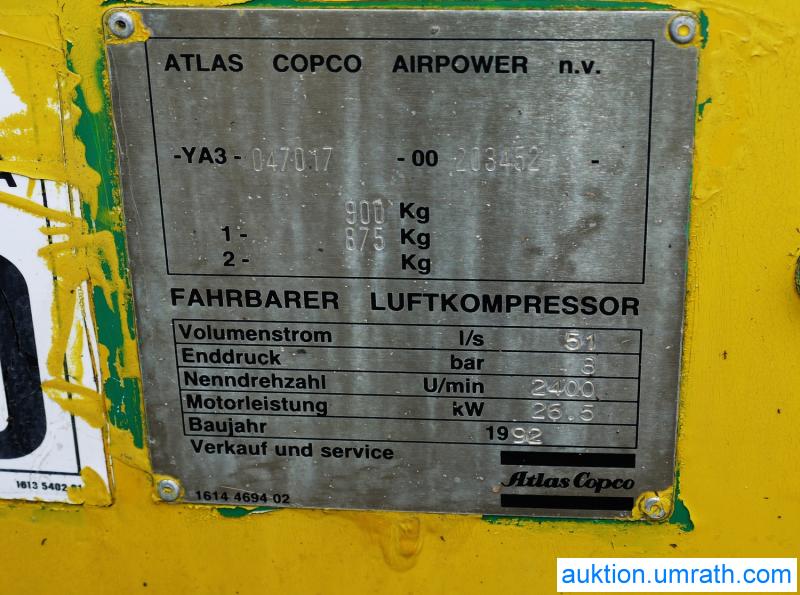 ATLAS COPCO AIRPOWER n.v.
-YA3- 047017 -00 203452 -
900 Kg
1- 875 Kg
2- Kg
FAHRBARER LUFTKOMPRESSOR
Volumenstrom l/s 51
Enddruck bar 8
Nenndrehzahl U/min 2400
Motorleistung kW 26.5
Baujahr 1992
Verkauf und service
Atlas Copco
1614 4694 02
1613 5402 01
auktion.umrath.com